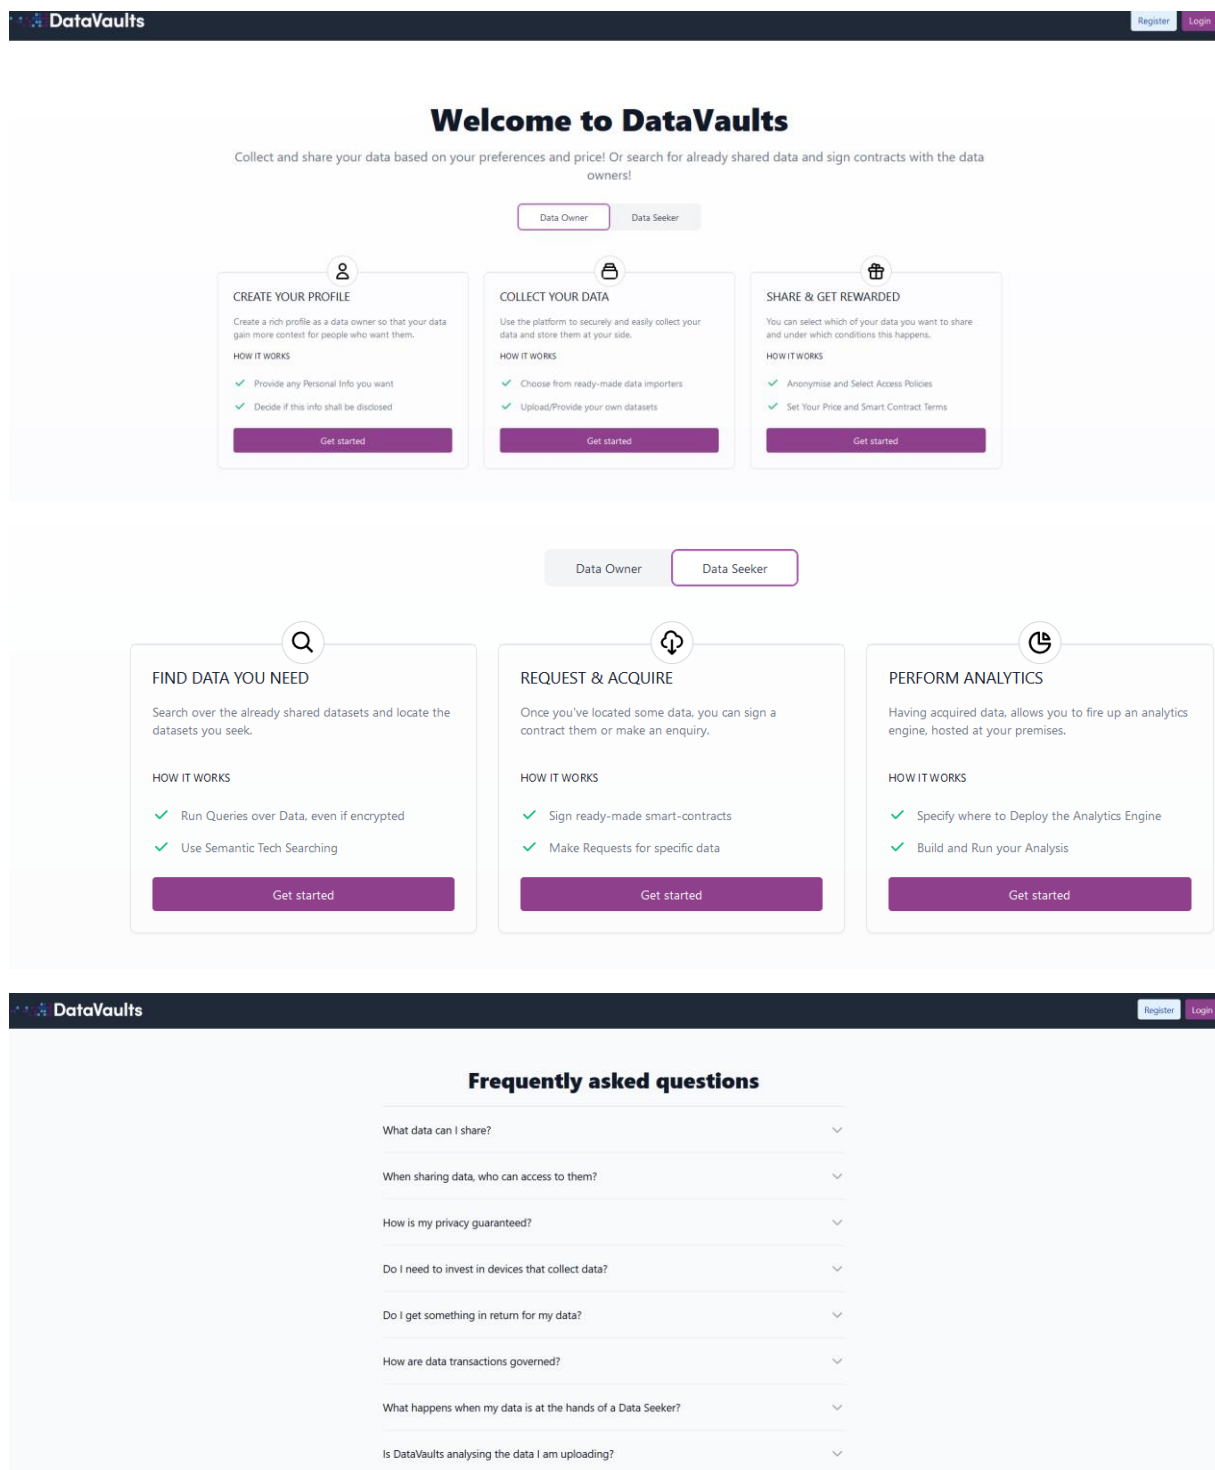 DataVaults
Register
Login
Welcome to DataVaults
Collect and share your data based on your preferences and price! Or search for already shared data and sign contracts with the data
owners!
Data Owner
Data Seeker
CREATE YOUR PROFILE
Create a rich profile as a data owner so that your data
gain more context for people who want them.
HOW IT WORKS
Provide any Personal Info you want
Decide if this info shall be disclosed
Get started
COLLECT YOUR DATA
Use the platform to securely and easily collect your
data and store them at your side.
HOW IT WORKS
Choose from ready-made data importers
Upload/Provide your own datasets
Get started
SHARE & GET REWARDED
You can select which of your data you want to share
and under which conditions this happens.
HOW IT WORKS
Anonymise and Select Access Policies
Set Your Price and Smart Contract Terms
Get started
Data Owner
Data Seeker
FIND DATA YOU NEED
Search over the already shared datasets and locate the
datasets you seek.
HOW IT WORKS
Run Queries over Data, even if encrypted
Use Semantic Tech Searching
Get started
REQUEST & ACQUIRE
Once you've located some data, you can sign a
contract them or make an enquiry.
HOW IT WORKS
Sign ready-made smart-contracts
Make Requests for specific data
Get started
PERFORM ANALYTICS
Having acquired data, allows you to fire up an analytics
engine, hosted at your premises.
HOW IT WORKS
Specify where to Deploy the Analytics Engine
Build and Run your Analysis
Get started
DataVaults
Register
Login
Frequently asked questions
What data can I share?
When sharing data, who can access to them?
How is my privacy guaranteed?
Do I need to invest in devices that collect data?
Do I get something in return for my data?
How are data transactions governed?
What happens when my data is at the hands of a Data Seeker?
Is DataVaults analysing the data I am uploading?